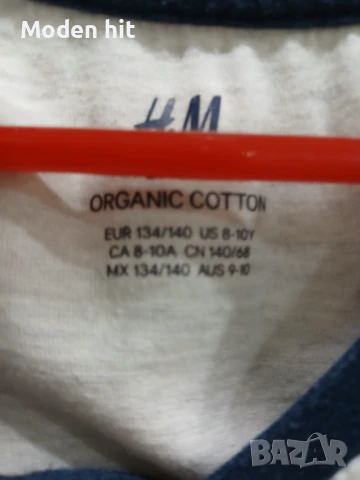 Moden hit
H&M
ORGANIC COTTON
EUR 134/140 US 8-10Y
CA 8-10A CN 140/68
MX 134/140 AUS 9-10
BAZAR